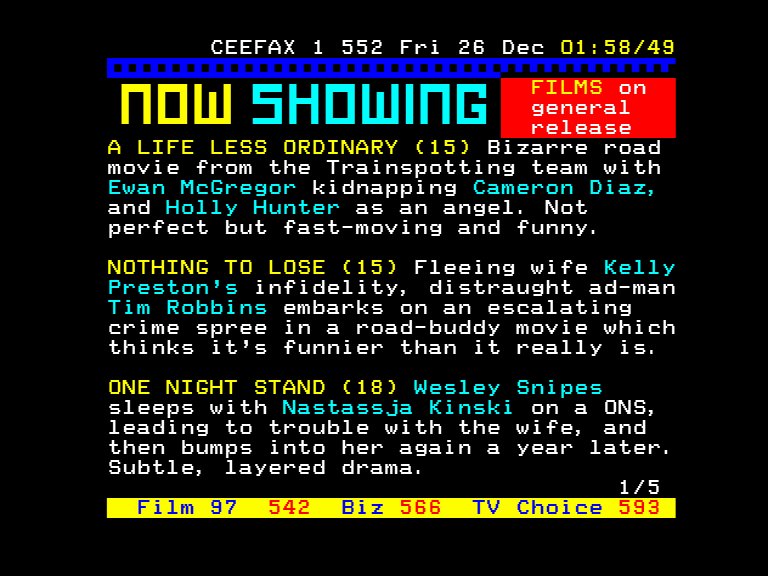 CEEFAX 1 552 Fri 26 Dec 01:58/49
NOW SHOWING
FILMS on
general
release
A LIFE LESS ORDINARY (15) Bizarre road
movie from the Trainspotting team with
Ewan McGregor kidnapping Cameron Diaz,
and Holly Hunter as an angel. Not
perfect but fast-moving and funny.
NOTHING TO LOSE (15) Fleeing wife Kelly
Preston's infidelity, distraught ad-man
Tim Robbins embarks on an escalating
crime spree in a road-buddy movie which
thinks it's funnier than it really is.
ONE NIGHT STAND (18) Wesley Snipes
sleeps with Nastassja Kinski on a ONS,
leading to trouble with the wife, and
then bumps into her again a year later.
Subtle, layered drama.
1/5
Film 97 542 Biz 566 TV Choice 593